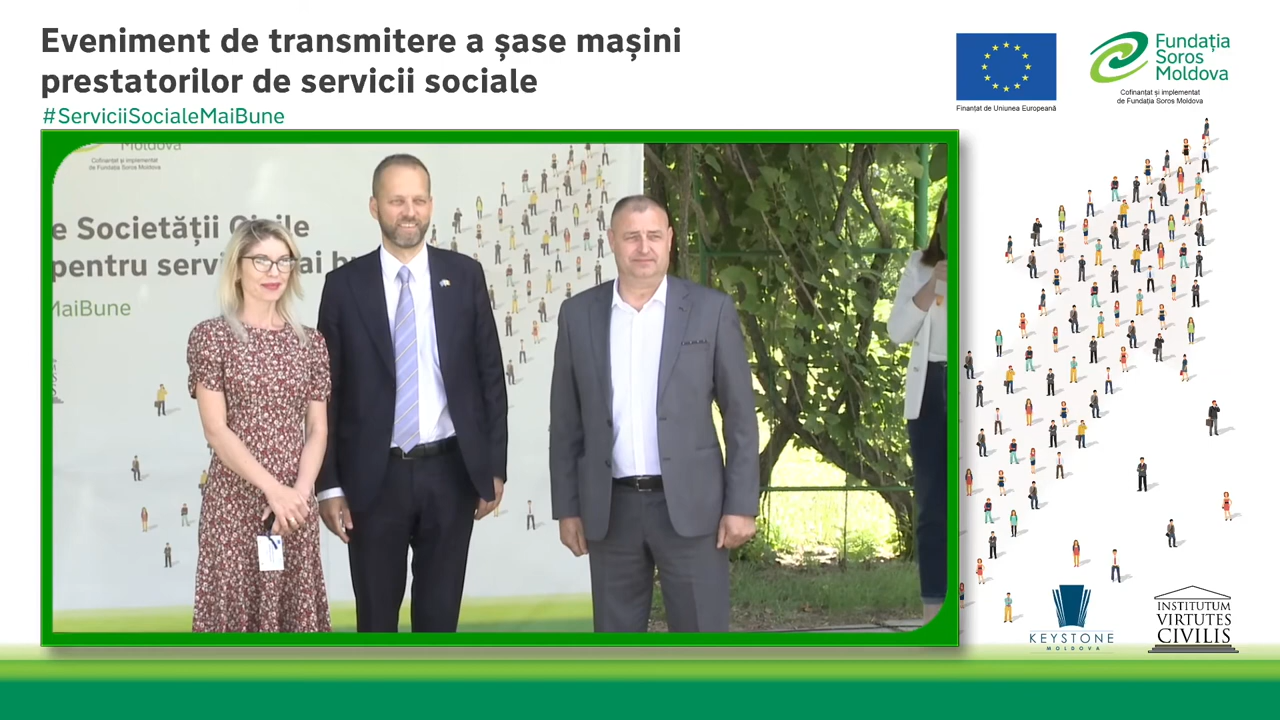 Eveniment de transmitere a șase mașini
prestatorilor de servicii sociale
#ServiciiSocialeMaiBune
Finanțat de Uniunea Europeană
Fundația
Soros
Moldova
Cofinanțat și implementat
de Fundația Soros Moldova
Moldova
Cofinanțat și implementat
de Fundația Soros Moldova
e Societății Civile
pentru servi ai b
MaiBune
KEYSTONE
MOLDOVA
INSTITUTUM
VIRTUTES
CIVILIS